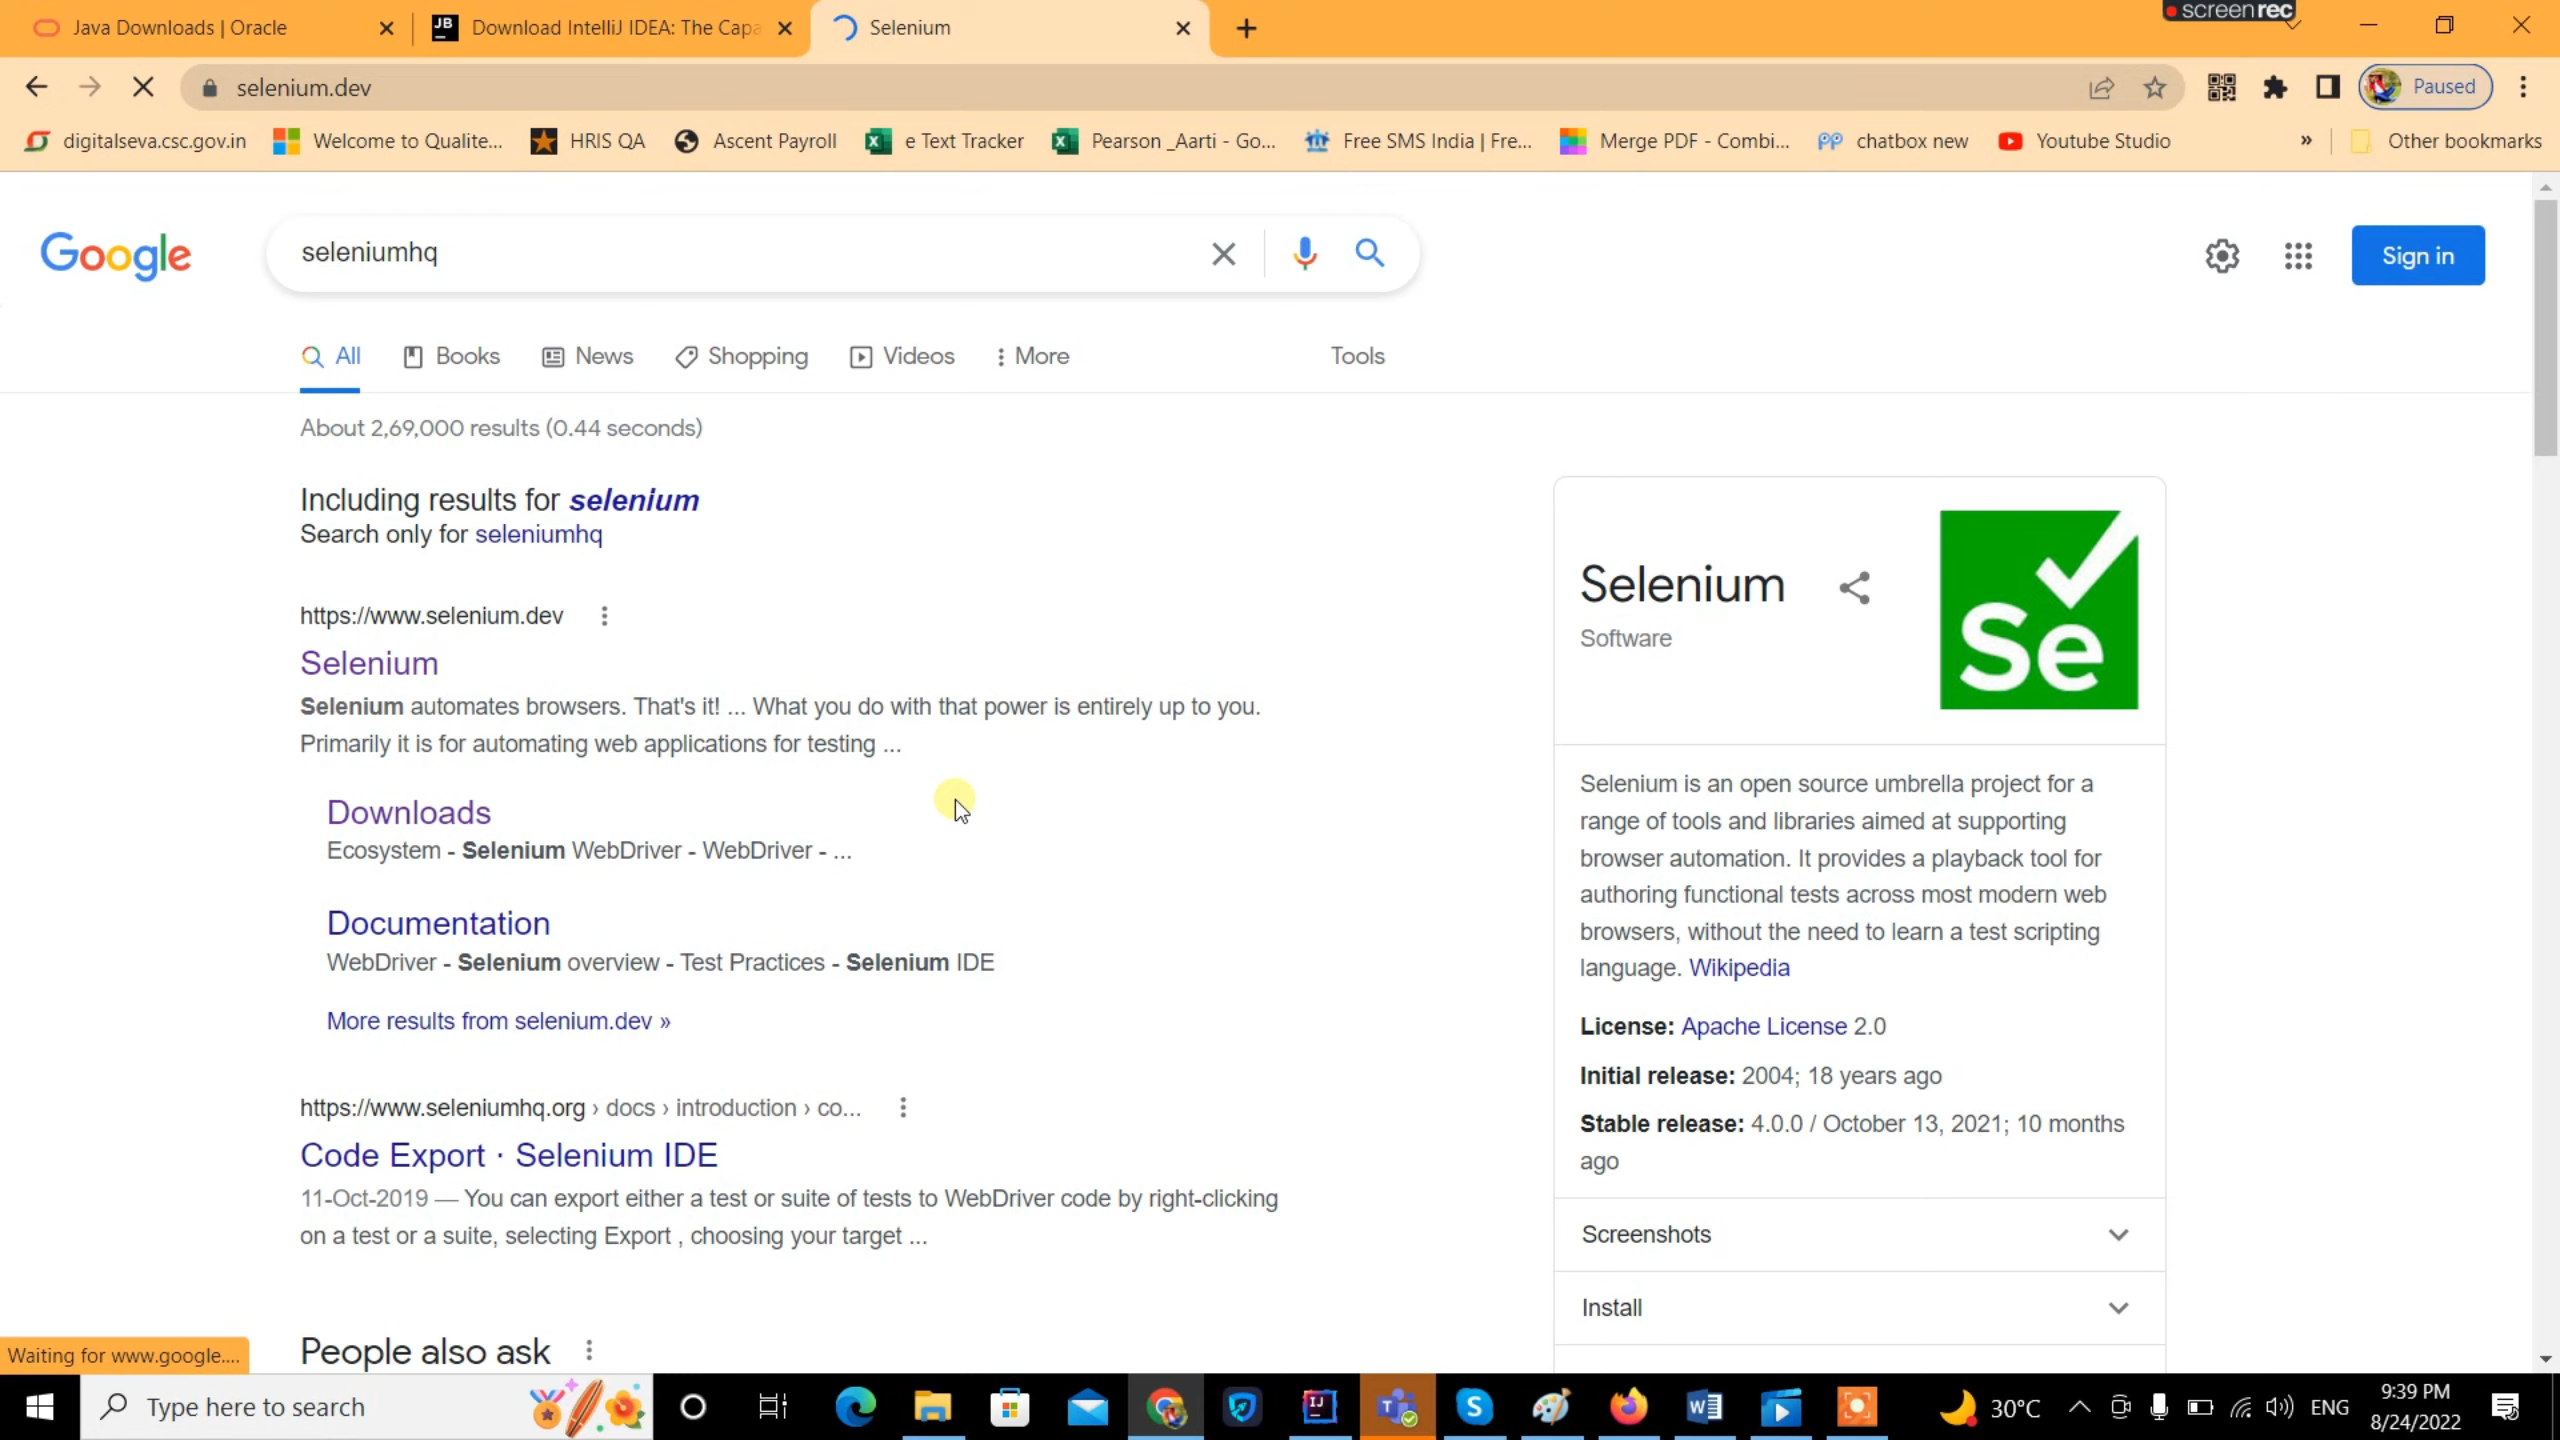 screenrec
Java Downloads | Oracle
JB
Download IntelliJ IDEA: The Capa
Selenium
selenium.dev
Paused
digitalseva.csc.gov.in
Welcome to Qualite...
HRIS QA
Ascent Payroll
e Text Tracker
Pearson _Aarti - Go...
Free SMS India | Fre...
Merge PDF - Combi...
chatbox new
Youtube Studio
»
Other bookmarks
Google
seleniumhq
Sign in
All
Books
News
Shopping
Videos
More
Tools
About 2,69,000 results (0.44 seconds)
Including results for selenium
Search only for seleniumhq
https://www.selenium.dev
Selenium
Selenium automates browsers. That's it! ... What you do with that power is entirely up to you.
Primarily it is for automating web applications for testing ...
Downloads
Ecosystem - Selenium WebDriver - WebDriver - ...
Documentation
WebDriver - Selenium overview - Test Practices - Selenium IDE
More results from selenium.dev »
https://www.seleniumhq.org › docs › introduction › co...
Code Export · Selenium IDE
11-Oct-2019 — You can export either a test or suite of tests to WebDriver code by right-clicking
on a test or a suite, selecting Export , choosing your target ...
People also ask
Selenium
Software
Se
Selenium is an open source umbrella project for a
range of tools and libraries aimed at supporting
browser automation. It provides a playback tool for
authoring functional tests across most modern web
browsers, without the need to learn a test scripting
language. Wikipedia
License: Apache License 2.0
Initial release: 2004; 18 years ago
Stable release: 4.0.0 / October 13, 2021; 10 months
ago
Screenshots
Install
Waiting for www.google....
Type here to search
30°C
ENG
9:39 PM
8/24/2022